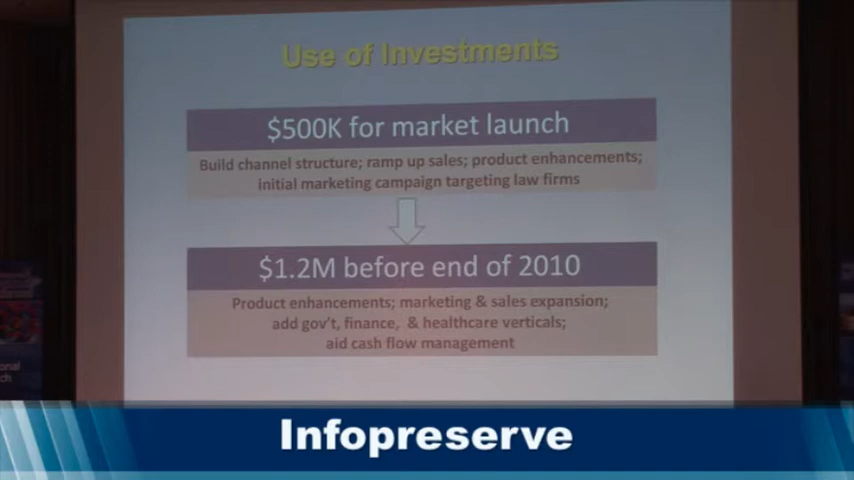 Use of Investments
$500K for market launch
Build channel structure; ramp up sales; product enhancements;
initial marketing campaign targeting law firms
$1.2M before end of 2010
Product enhancements; marketing & sales expansion;
add gov't, finance, & healthcare verticals;
aid cash flow management
Infopreserve